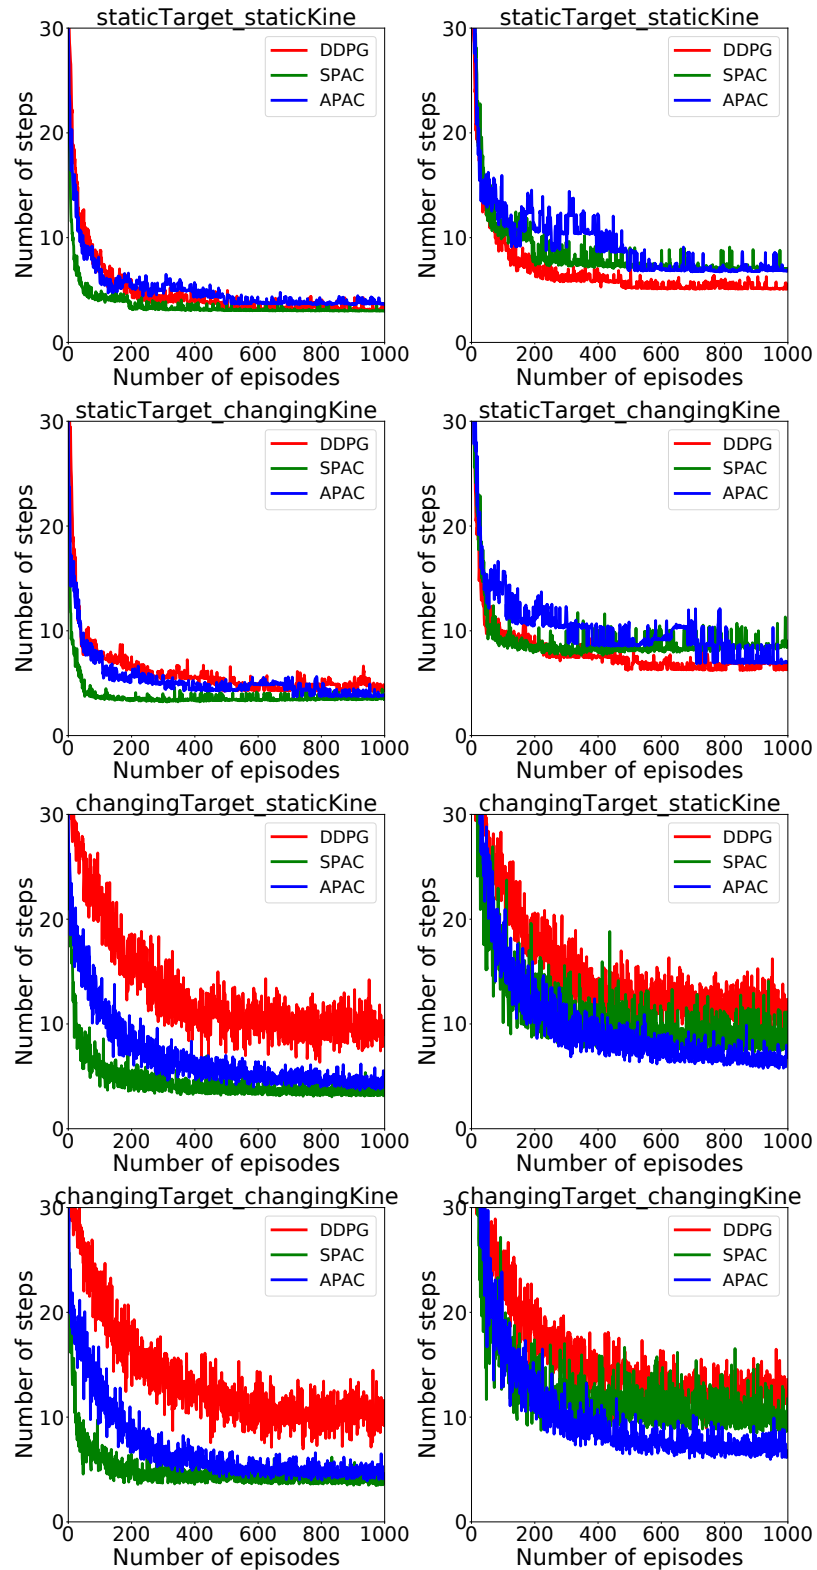 staticTarget_staticKine
Number of steps
30
20
10
0
DDPG
SPAC
APAC
0 200 400 600 800 1000
Number of episodes
staticTarget_staticKine
Number of steps
30
20
10
0
DDPG
SPAC
APAC
0 200 400 600 800 1000
Number of episodes
staticTarget_changingKine
Number of steps
30
20
10
0
DDPG
SPAC
APAC
0 200 400 600 800 1000
Number of episodes
staticTarget_changingKine
Number of steps
30
20
10
0
DDPG
SPAC
APAC
0 200 400 600 800 1000
Number of episodes
changingTarget_staticKine
Number of steps
30
20
10
0
DDPG
SPAC
APAC
0 200 400 600 800 1000
Number of episodes
changingTarget_staticKine
Number of steps
30
20
10
0
DDPG
SPAC
APAC
0 200 400 600 800 1000
Number of episodes
changingTarget_changingKine
Number of steps
30
20
10
0
DDPG
SPAC
APAC
0 200 400 600 800 1000
Number of episodes
changingTarget_changingKine
Number of steps
30
20
10
0
DDPG
SPAC
APAC
0 200 400 600 800 1000
Number of episodes